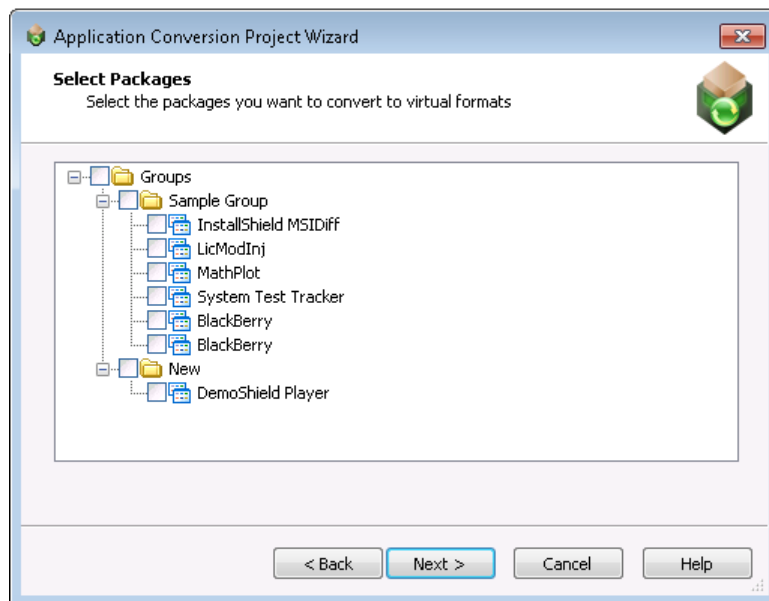 Application Conversion Project Wizard
Select Packages
Select the packages you want to convert to virtual formats
Groups
Sample Group
InstallShield MSIDiff
LicModInj
MathPlot
System Test Tracker
BlackBerry
BlackBerry
New
DemoShield Player
< Back Next > Cancel Help